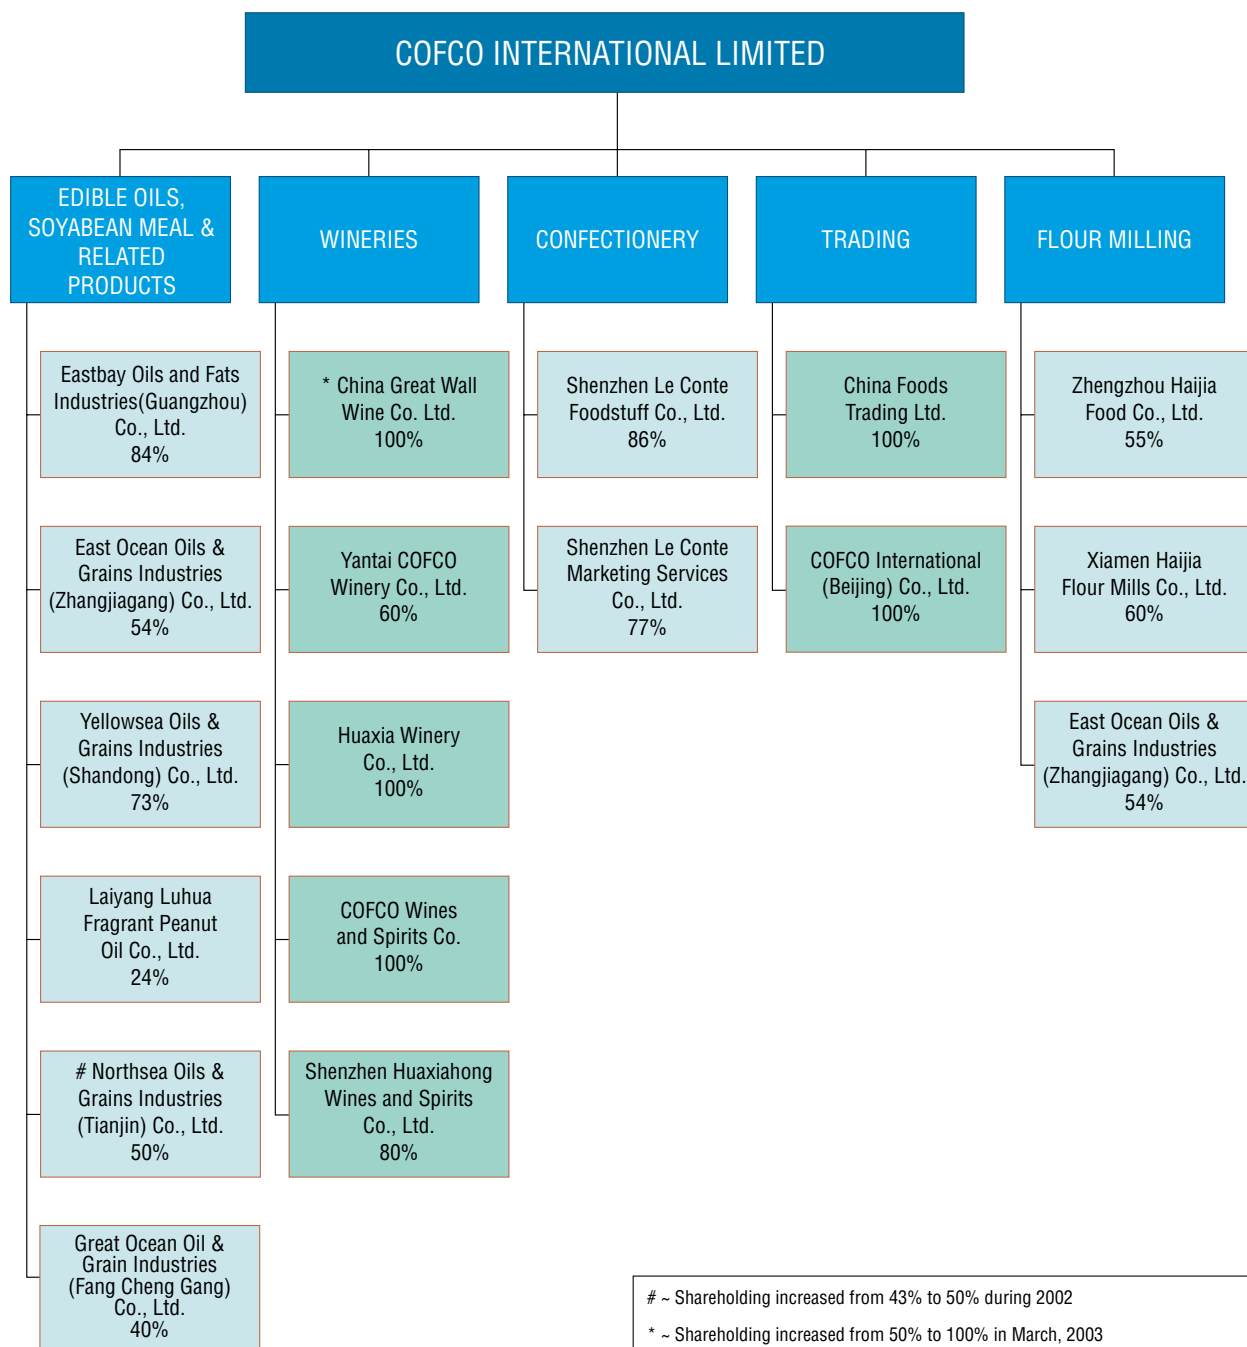 COFCO INTERNATIONAL LIMITED
EDIBLE OILS,
SOYABEAN MEAL &
RELATED
PRODUCTS
WINERIES
CONFECTIONERY
TRADING
FLOUR MILLING
Eastbay Oils and Fats
Industries(Guangzhou)
Co., Ltd.
84%
East Ocean Oils &
Grains Industries
(Zhangjiagang) Co., Ltd.
54%
Yellowsea Oils &
Grains Industries
(Shandong) Co., Ltd.
73%
Laiyang Luhua
Fragrant Peanut
Oil Co., Ltd.
24%
# Northsea Oils &
Grains Industries
(Tianjin) Co., Ltd.
50%
Great Ocean Oil &
Grain Industries
(Fang Cheng Gang)
Co., Ltd.
40%
* China Great Wall
Wine Co. Ltd.
100%
Yantai COFCO
Winery Co., Ltd.
60%
Huaxia Winery
Co., Ltd.
100%
COFCO Wines
and Spirits Co.
100%
Shenzhen Huaxiahong
Wines and Spirits
Co., Ltd.
80%
Shenzhen Le Conte
Foodstuff Co., Ltd.
86%
Shenzhen Le Conte
Marketing Services
Co., Ltd.
77%
China Foods
Trading Ltd.
100%
COFCO International
(Beijing) Co., Ltd.
100%
Zhengzhou Haijia
Food Co., Ltd.
55%
Xiamen Haijia
Flour Mills Co., Ltd.
60%
East Ocean Oils &
Grains Industries
(Zhangjiagang) Co., Ltd.
54%
# ~ Shareholding increased from 43% to 50% during 2002
* ~ Shareholding increased from 50% to 100% in March, 2003